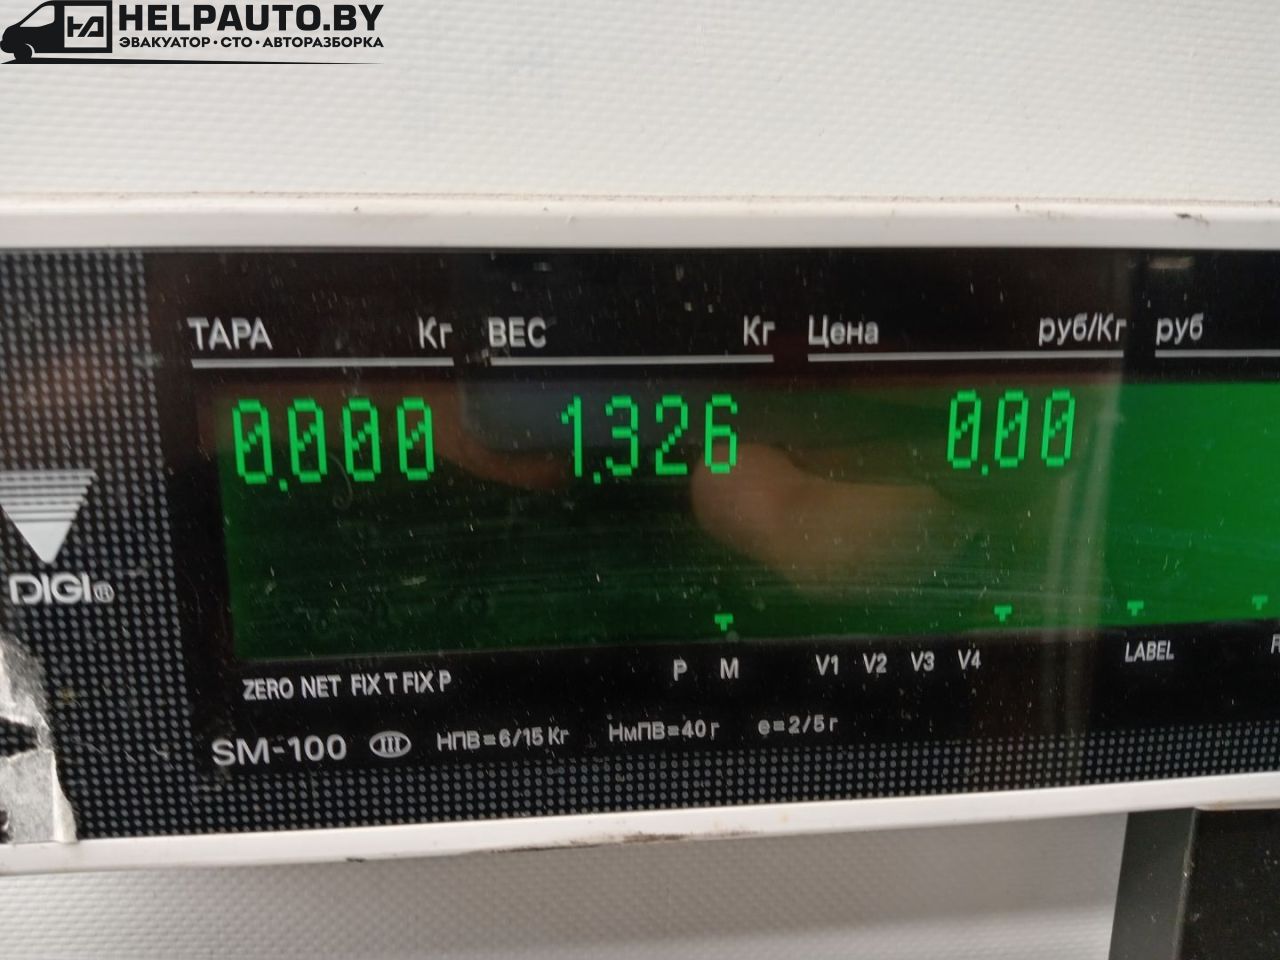 HELPAUTO.BY
ЭВАКУАТОР · СТО · АВТОРАЗБОРКА
ТАРА Кг ВЕС Кг Цена руб/Кг руб
0.000 1.326 0.00
DIGI®
P M V1 V2 V3 V4 LABEL
ZERO NET FIX T FIX P
SM-100 III НПВ=6/15 Кг НмПВ=40 г e=2/5 г